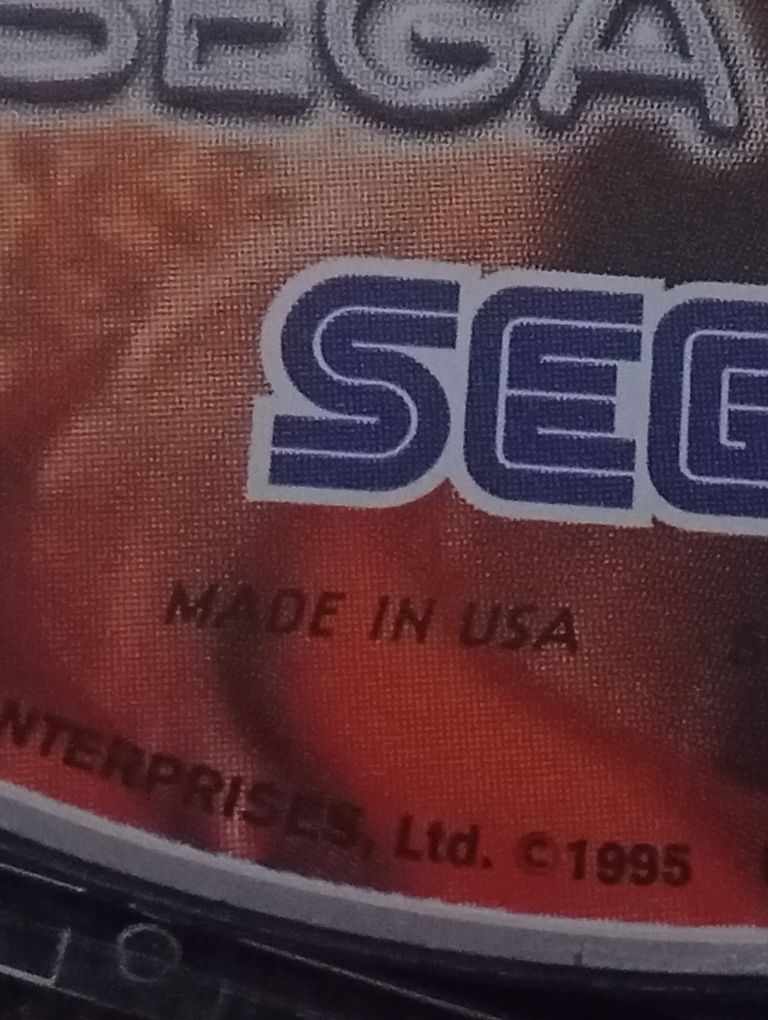 SEGA
SEG
MADE IN USA
NTERPRISES, Ltd. ©1995